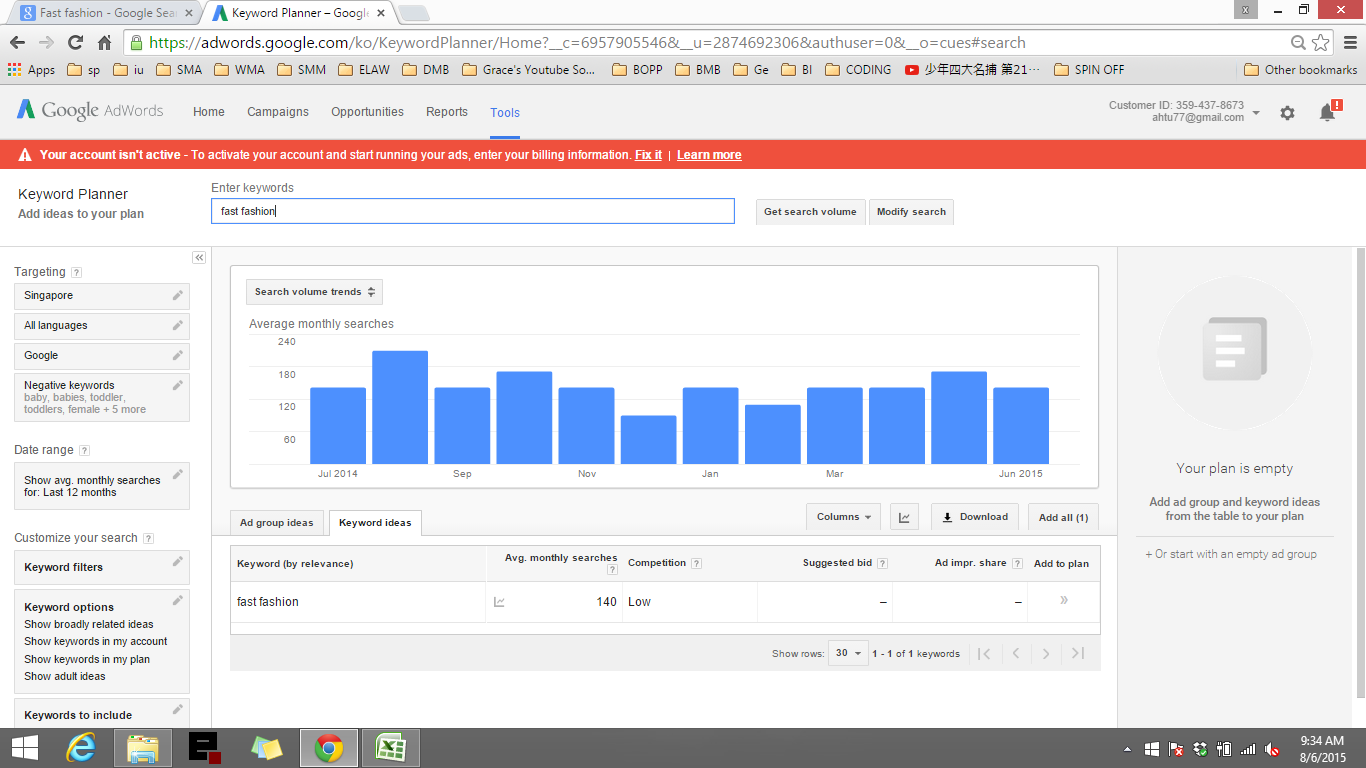 Fast fashion - Google Sear
Keyword Planner – Google
https://adwords.google.com/ko/KeywordPlanner/Home?__c=6957905546&__u=2874692306&authuser=0&__o=cues#search
Apps sp iu SMA WMA SMM ELAW DMB Grace's Youtube So... BOPP BMB Ge BI CODING 少年四大名捕 第21… SPIN OFF Other bookmarks
Google AdWords Home Campaigns Opportunities Reports Tools
Customer ID: 359-437-8673
ahtu77@gmail.com
Your account isn't active - To activate your account and start running your ads, enter your billing information. Fix it | Learn more
Keyword Planner
Add ideas to your plan
Enter keywords
fast fashion
Get search volume Modify search
Targeting ?
Singapore
All languages
Google
Negative keywords
baby, babies, toddler,
toddlers, female + 5 more
Date range ?
Show avg. monthly searches
for: Last 12 months
Customize your search ?
Keyword filters
Keyword options
Show broadly related ideas
Show keywords in my account
Show keywords in my plan
Show adult ideas
Keywords to include
Search volume trends
Average monthly searches
240
180
120
60
Jul 2014 Sep Nov Jan Mar Jun 2015
Ad group ideas Keyword ideas
Columns Download Add all (1)
Keyword (by relevance) Avg. monthly searches ? Competition ? Suggested bid ? Ad impr. share ? Add to plan
fast fashion 140 Low – – »
Show rows: 30 1 - 1 of 1 keywords
Your plan is empty
Add ad group and keyword ideas
from the table to your plan
+ Or start with an empty ad group
9:34 AM
8/6/2015